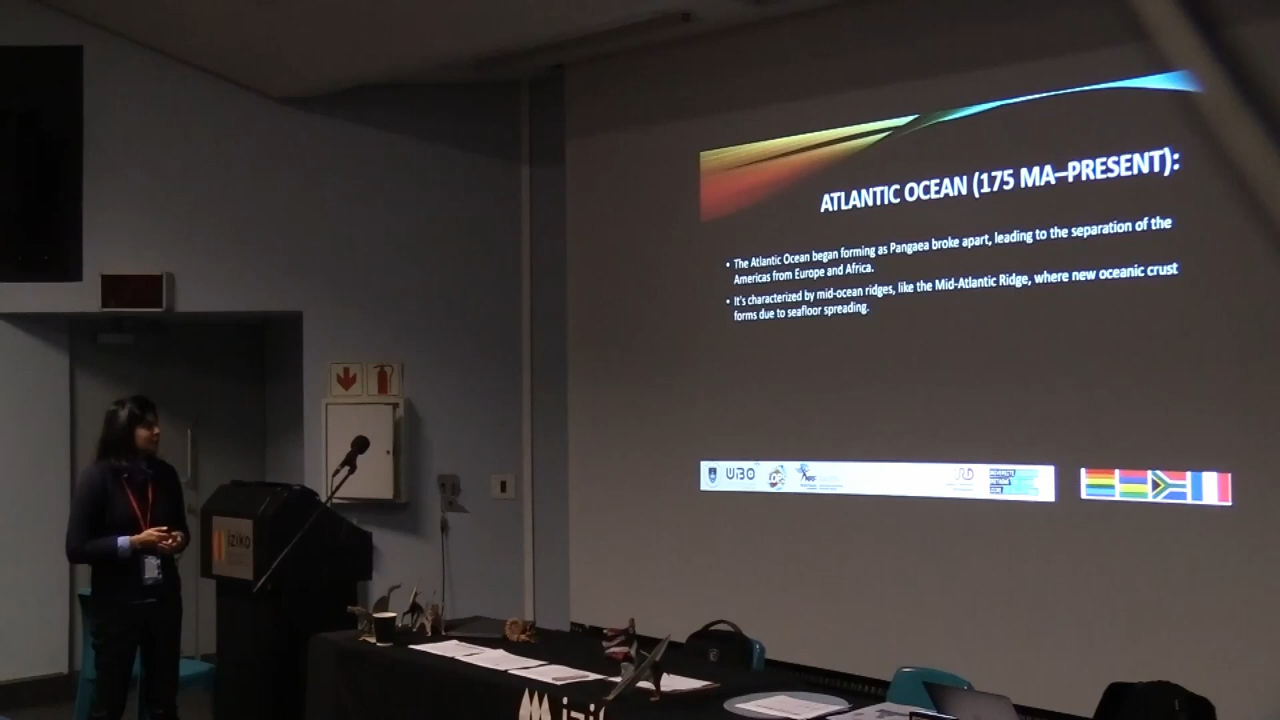 ATLANTIC OCEAN (175 MA–PRESENT):
• The Atlantic Ocean began forming as Pangaea broke apart, leading to the separation of the
Americas from Europe and Africa.
• It's characterized by mid-ocean ridges, like the Mid-Atlantic Ridge, where new oceanic crust
forms due to seafloor spreading.
UBO
NRF
iziko
izi